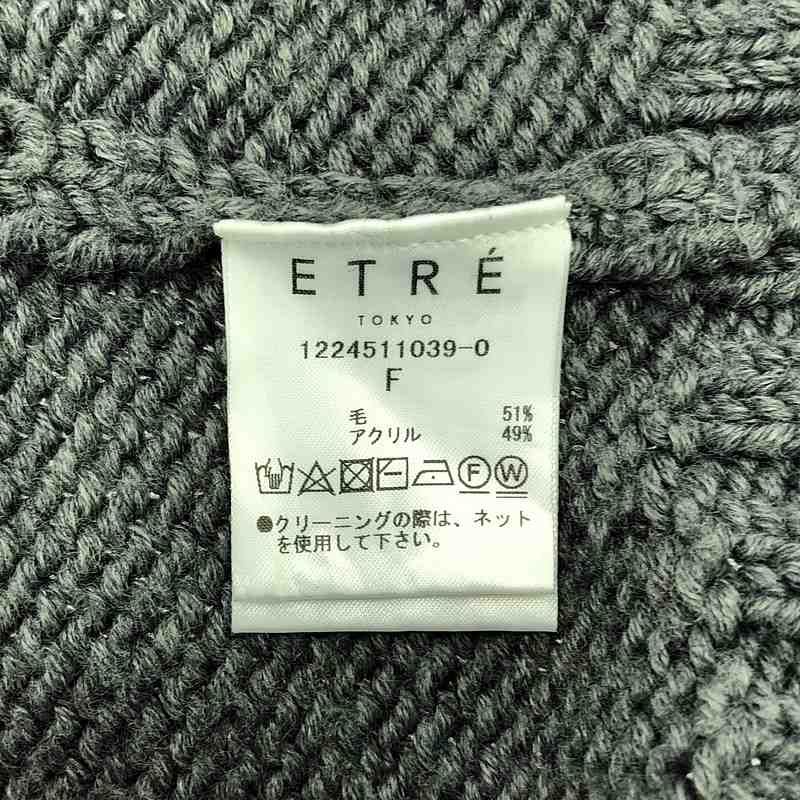 ETRÉ
TOKYO
1224511039-0
F
毛 51%
アクリル 49%
F W
●クリーニングの際は、ネット
を使用して下さい。